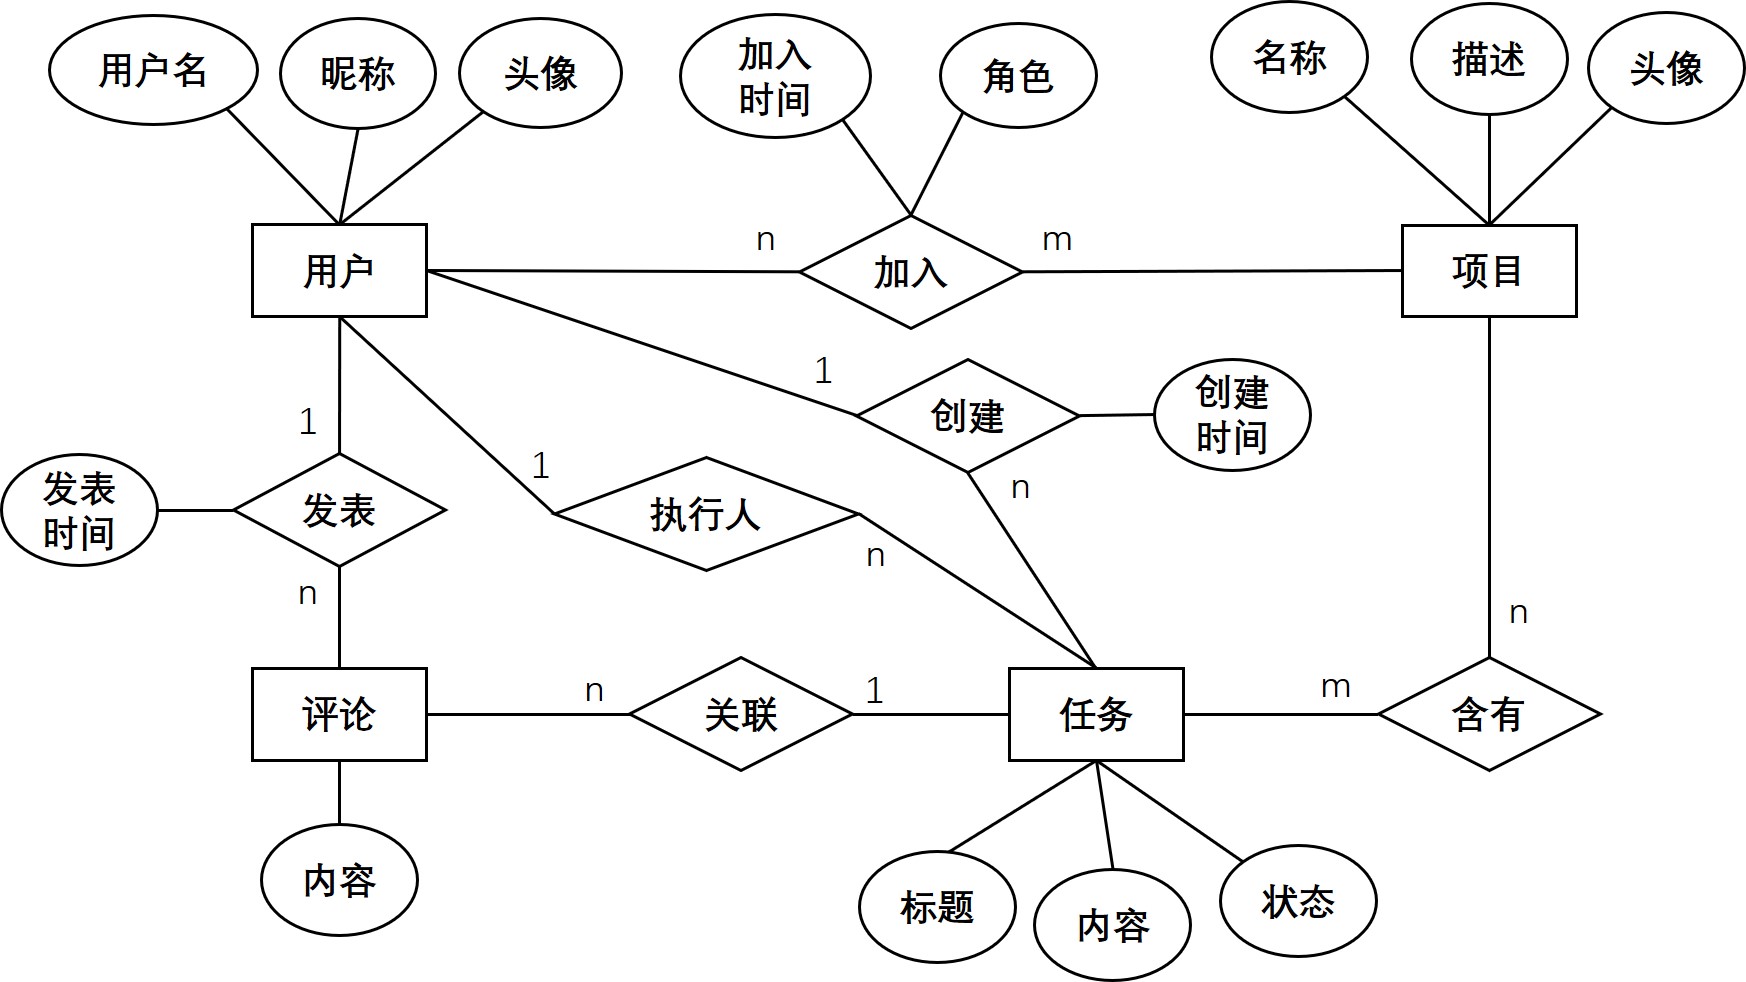 用户名
昵称
头像
加入
时间
角色
名称
描述
头像
用户
n
加入
m
项目
1
创建
创建
时间
1
1
n
发表
时间
发表
执行人
n
n
n
评论
n
关联
1
任务
m
含有
内容
标题
内容
状态